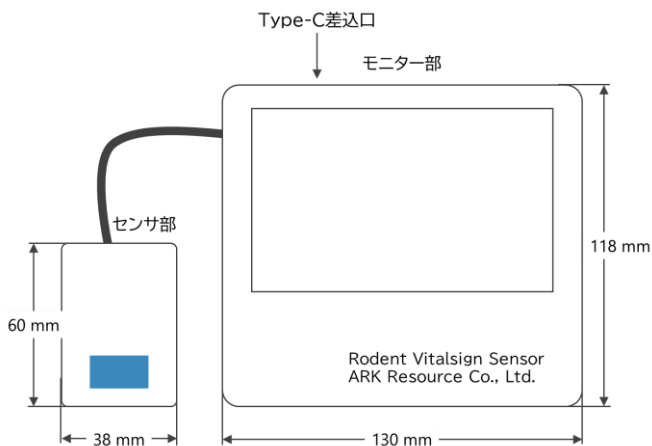 Type-C差込口
モニター部
センサ部
118 mm
60 mm
Rodent Vitalsign Sensor
ARK Resource Co., Ltd.
38 mm
130 mm